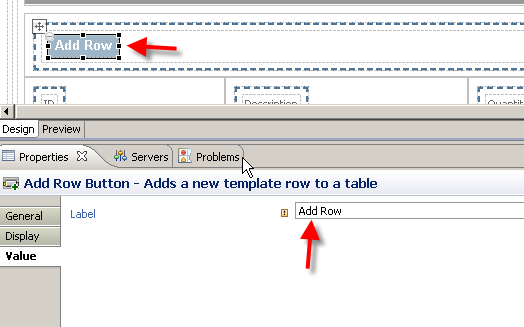 Add Row
ID Description Quantit
Design Preview
Properties Servers Problems
Add Row Button - Adds a new template row to a table
General
Label Add Row
Display
Value